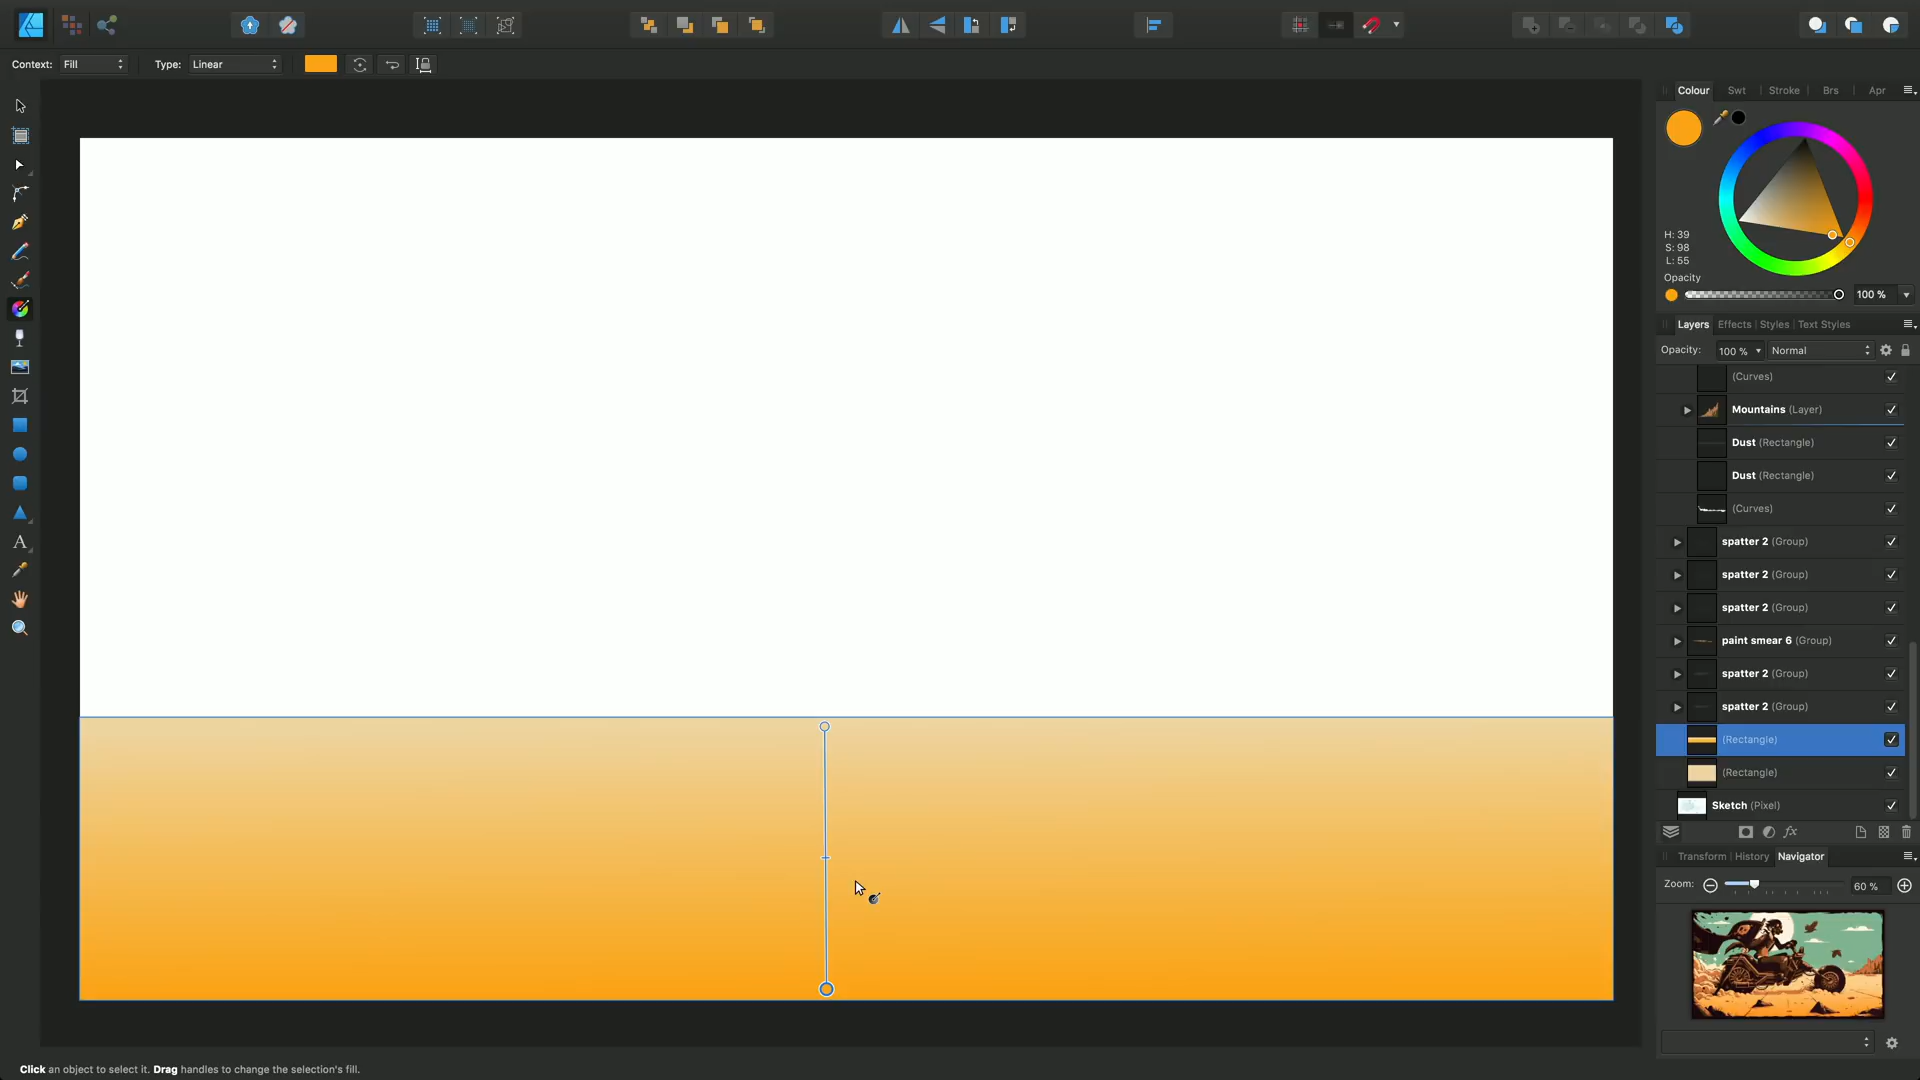 Context: Fill Type: Linear
Colour Swt Stroke Brs Apr
H: 39
S: 98
L: 55
Opacity
100 %
Layers Effects Styles Text Styles
Opacity: 100 % Normal
(Curves)
Mountains (Layer)
Dust (Rectangle)
Dust (Rectangle)
(Curves)
spatter 2 (Group)
spatter 2 (Group)
spatter 2 (Group)
paint smear 6 (Group)
spatter 2 (Group)
spatter 2 (Group)
(Rectangle)
(Rectangle)
Sketch (Pixel)
Transform History Navigator
Zoom: 60 %
Click an object to select it. Drag handles to change the selection's fill.